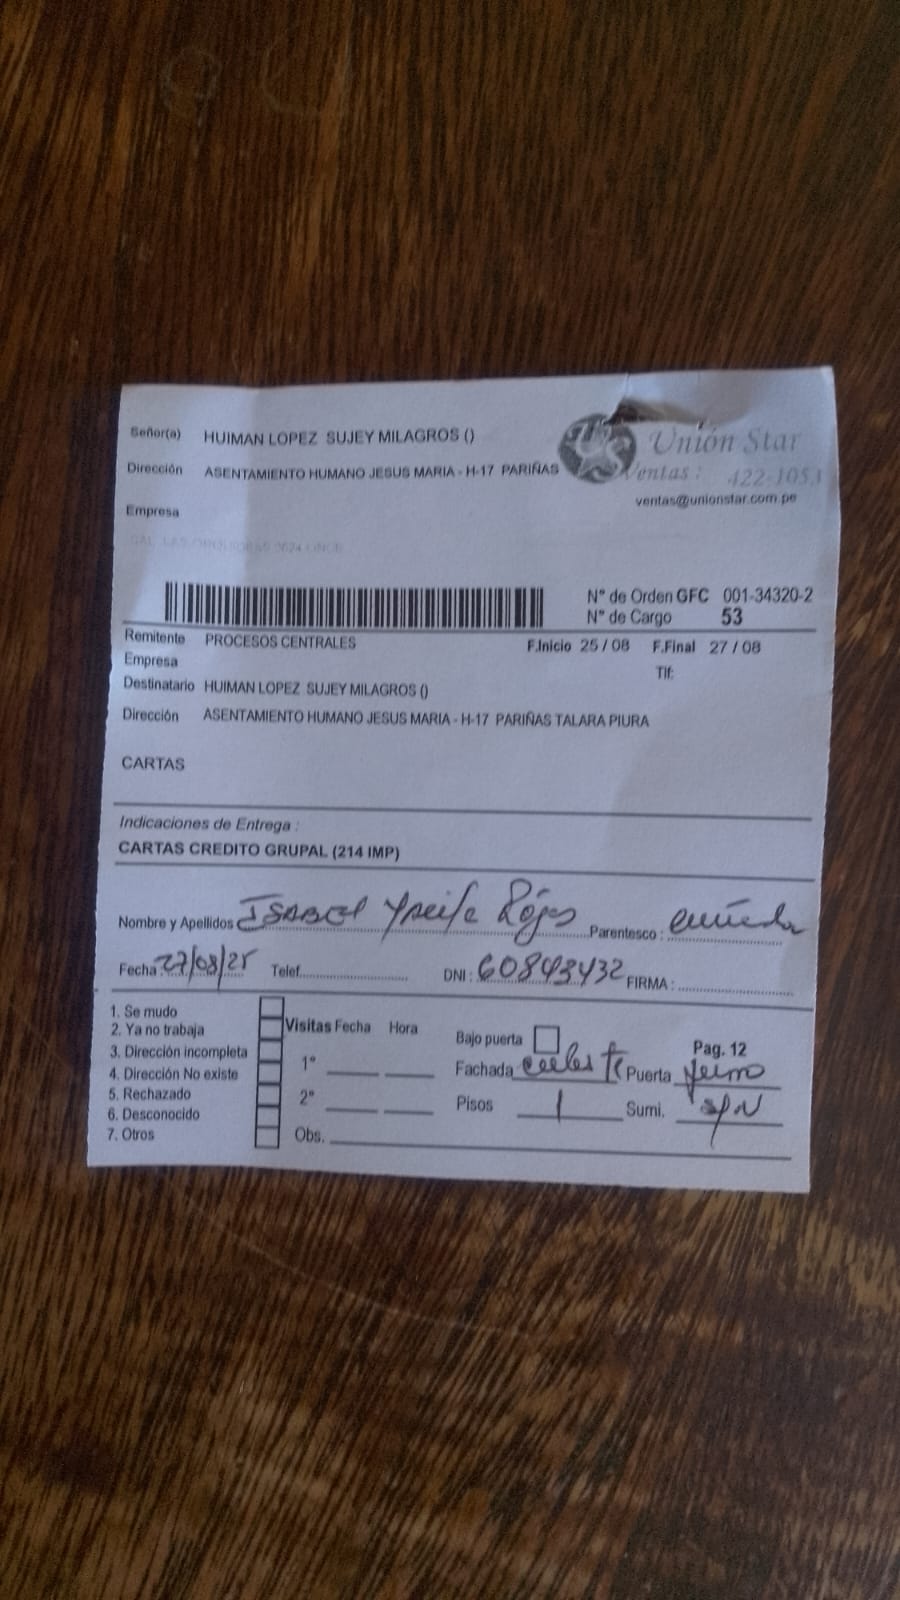 Señor(a) HUIMAN LOPEZ SUJEY MILAGROS ()
Unión Star
Dirección ASENTAMIENTO HUMANO JESUS MARIA - H-17 PARIÑAS
Ventas: 422-1053
ventas@unionstar.com.pe
Empresa
N° de Orden GFC 001-34320-2
N° de Cargo 53
Remitente PROCESOS CENTRALES F.Inicio 25 / 08 F.Final 27 / 08
Empresa Tlf:
Destinatario HUIMAN LOPEZ SUJEY MILAGROS ()
Dirección ASENTAMIENTO HUMANO JESUS MARIA - H-17 PARIÑAS TALARA PIURA
CARTAS
Indicaciones de Entrega :
CARTAS CREDITO GRUPAL (214 IMP)
Nombre y Apellidos ISABEL Rojas Parentesco :
Fecha: 27/08/25 Telef. DNI : 60843432 FIRMA :
1. Se mudo
2. Ya no trabaja
3. Dirección incompleta
4. Dirección No existe
5. Rechazado
6. Desconocido
7. Otros
Visitas Fecha Hora
1°
2°
Obs.
Bajo puerta Pag. 12
Fachada celeste Puerta
Pisos 1 Sumi. S/N